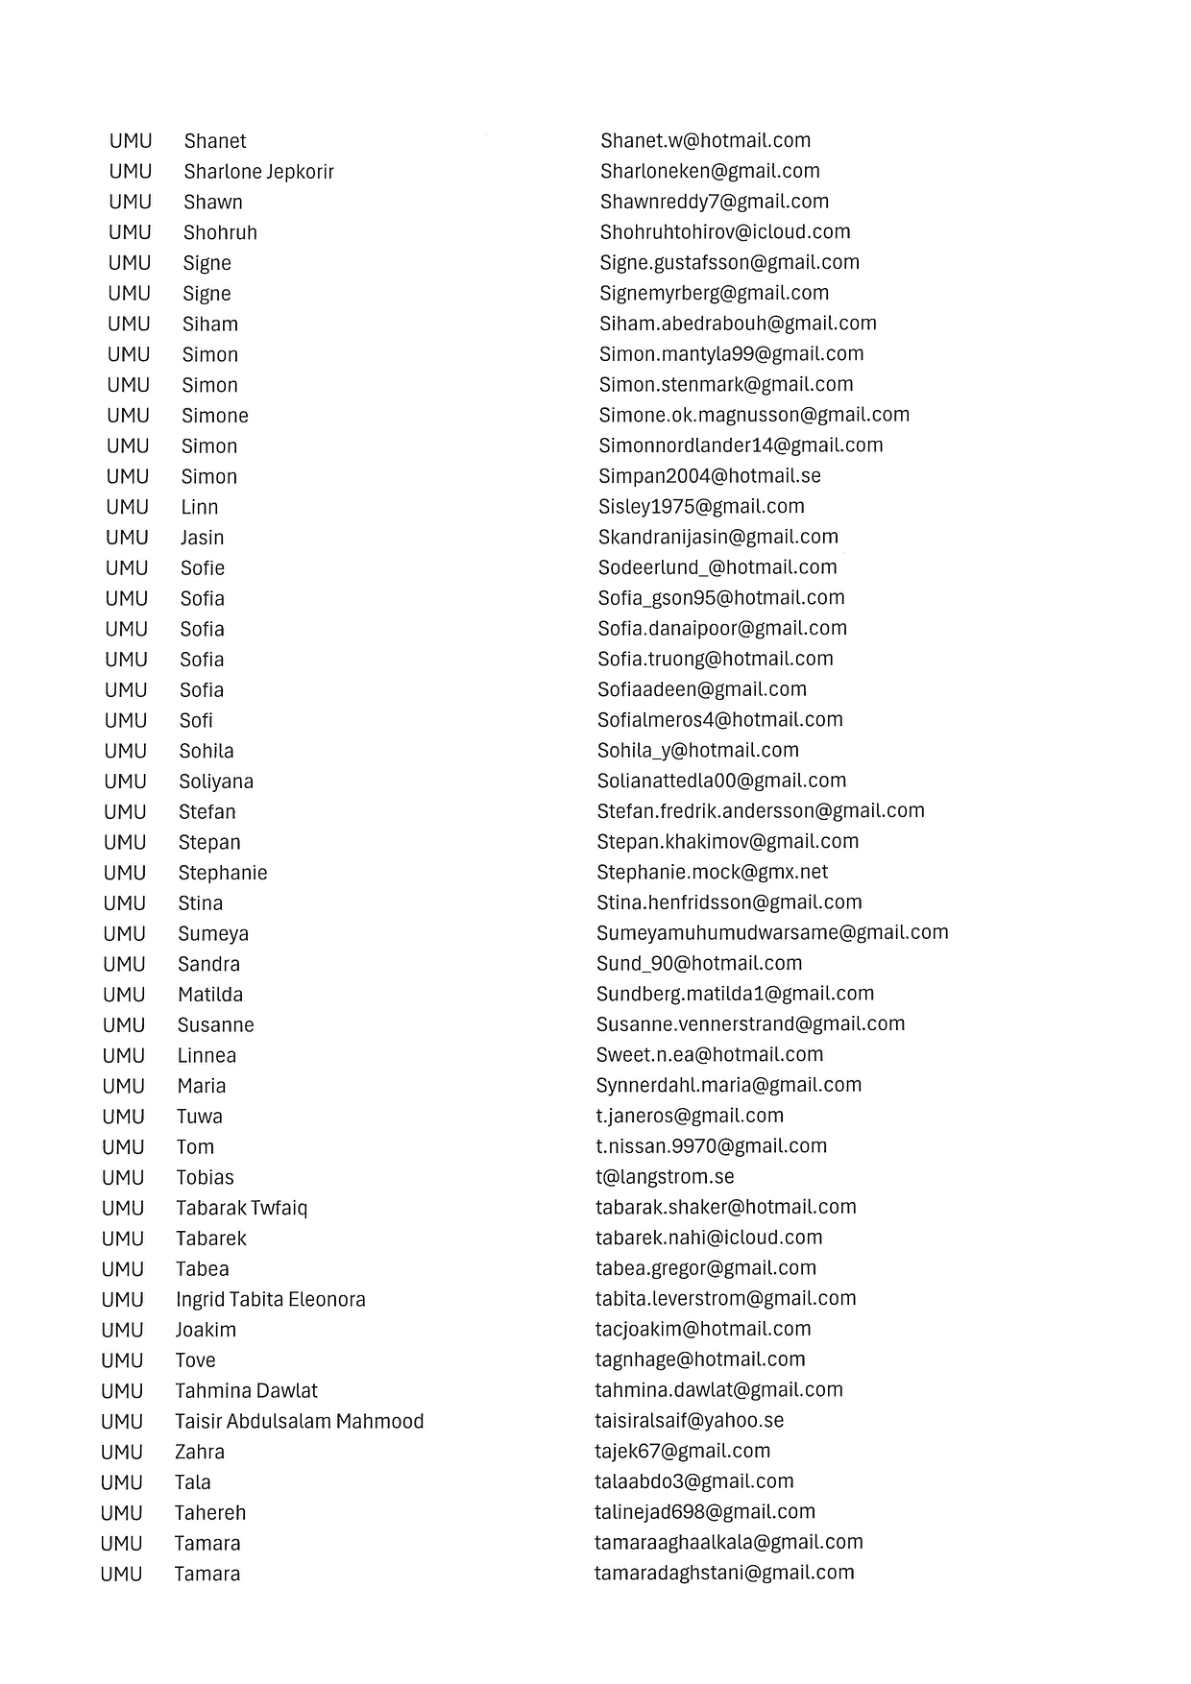 UMU Shanet Shanet.w@hotmail.com
UMU Sharlone Jepkorir Sharloneken@gmail.com
UMU Shawn Shawnreddy7@gmail.com
UMU Shohruh Shohruhtohirov@icloud.com
UMU Signe Signe.gustafsson@gmail.com
UMU Signe Signemyrberg@gmail.com
UMU Siham Siham.abedrabouh@gmail.com
UMU Simon Simon.mantyla99@gmail.com
UMU Simon Simon.stenmark@gmail.com
UMU Simone Simone.ok.magnusson@gmail.com
UMU Simon Simonnordlander14@gmail.com
UMU Simon Simpan2004@hotmail.se
UMU Linn Sisley1975@gmail.com
UMU Jasin Skandranijasin@gmail.com
UMU Sofie Sodeerlund_@hotmail.com
UMU Sofia Sofia_gson95@hotmail.com
UMU Sofia Sofia.danaipoor@gmail.com
UMU Sofia Sofia.truong@hotmail.com
UMU Sofia Sofiaadeen@gmail.com
UMU Sofi Sofialmeros4@hotmail.com
UMU Sohila Sohila_y@hotmail.com
UMU Soliyana Solianattedla00@gmail.com
UMU Stefan Stefan.fredrik.andersson@gmail.com
UMU Stepan Stepan.khakimov@gmail.com
UMU Stephanie Stephanie.mock@gmx.net
UMU Stina Stina.henfridsson@gmail.com
UMU Sumeya Sumeyamuhumudwarsame@gmail.com
UMU Sandra Sund_90@hotmail.com
UMU Matilda Sundberg.matilda1@gmail.com
UMU Susanne Susanne.vennerstrand@gmail.com
UMU Linnea Sweet.n.ea@hotmail.com
UMU Maria Synnerdahl.maria@gmail.com
UMU Tuwa t.janeros@gmail.com
UMU Tom t.nissan.9970@gmail.com
UMU Tobias t@langstrom.se
UMU Tabarak Twfaiq tabarak.shaker@hotmail.com
UMU Tabarek tabarek.nahi@icloud.com
UMU Tabea tabea.gregor@gmail.com
UMU Ingrid Tabita Eleonora tabita.leverstrom@gmail.com
UMU Joakim tacjoakim@hotmail.com
UMU Tove tagnhage@hotmail.com
UMU Tahmina Dawlat tahmina.dawlat@gmail.com
UMU Taisir Abdulsalam Mahmood taisiralsaif@yahoo.se
UMU Zahra tajek67@gmail.com
UMU Tala talaabdo3@gmail.com
UMU Tahereh talinejad698@gmail.com
UMU Tamara tamaraaghaalkala@gmail.com
UMU Tamara tamaradaghstani@gmail.com